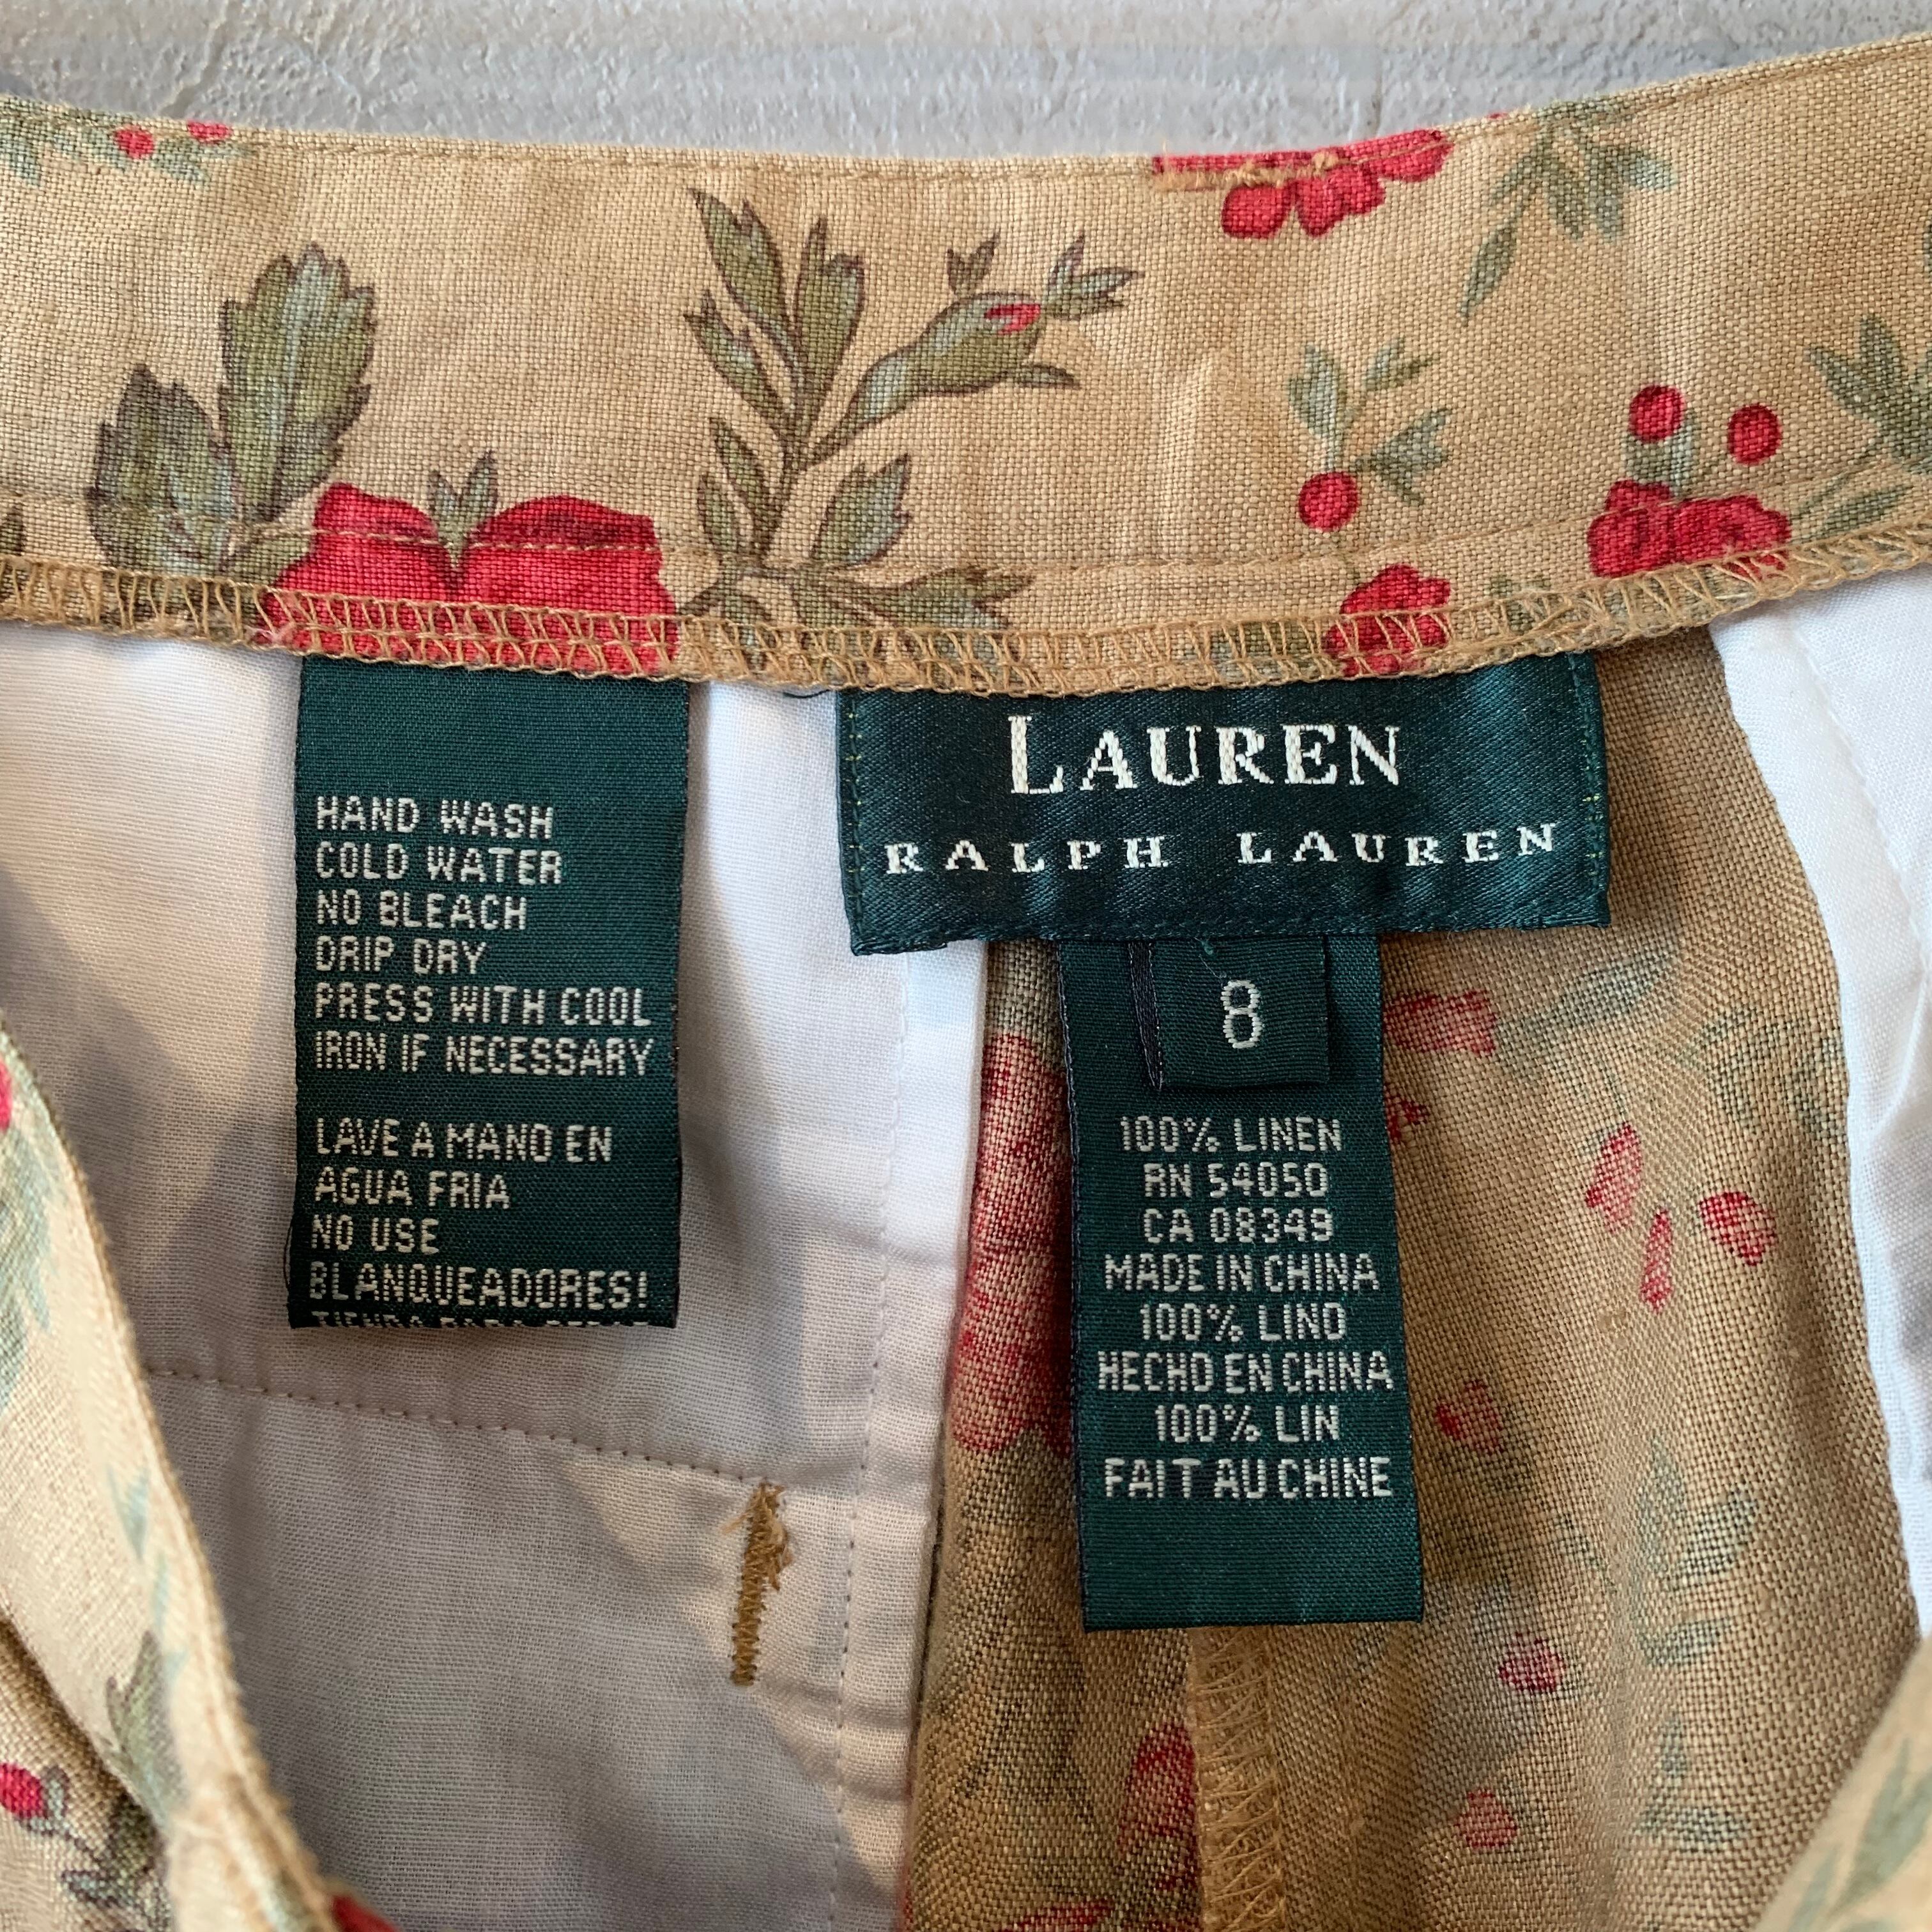 HAND WASH
COLD WATER
NO BLEACH
DRIP DRY
PRESS WITH COOL
IRON IF NECESSARY
LAVE A MANO EN
AGUA FRIA
NO USE
BLANQUEADORES!
LAUREN
RALPH LAUREN
8
100% LINEN
RN 54050
CA 08349
MADE IN CHINA
100% LINO
HECHO EN CHINA
100% LIN
FAIT AU CHINE